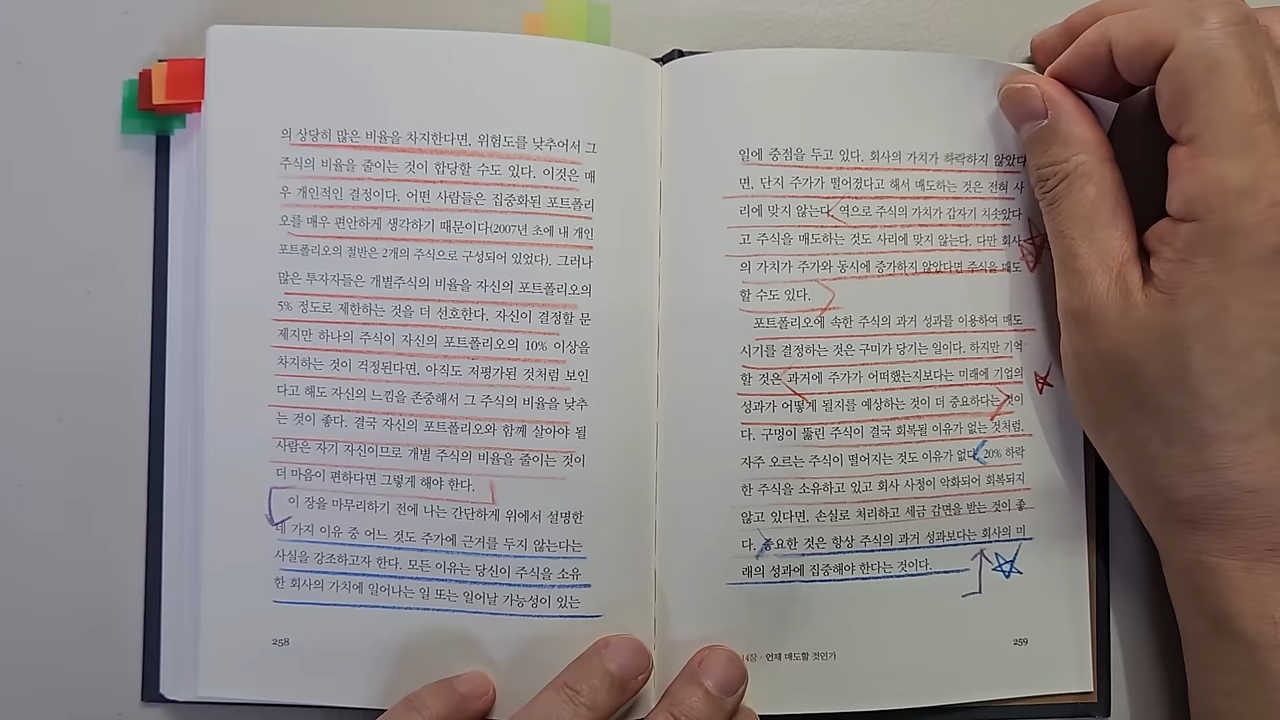 의 상당히 많은 비율을 차지한다면, 위험도를 낮추어서 그
주식의 비율을 줄이는 것이 합당할 수도 있다. 이것은 매
우 개인적인 결정이다. 어떤 사람들은 집중화된 포트폴리
오를 매우 편안하게 생각하기 때문이다(2007년 초에 내 개인
포트폴리오의 절반은 2개의 주식으로 구성되어 있었다). 그러나
많은 투자자들은 개별주식의 비율을 자신의 포트폴리오의
5% 정도로 제한하는 것을 더 선호한다. 자신이 결정할 문
제지만 하나의 주식이 자신의 포트폴리오의 10% 이상을
차지하는 것이 걱정된다면, 아직도 저평가된 것처럼 보인
다고 해도 자신의 느낌을 존중해서 그 주식의 비율을 낮추
는 것이 좋다. 결국 자신의 포트폴리오와 함께 살아야 될
사람은 자기 자신이므로 개별 주식의 비율을 줄이는 것이
더 마음이 편하다면 그렇게 해야 한다.
이 장을 마무리하기 전에 나는 간단하게 위에서 설명한
네 가지 이유 중 어느 것도 주가에 근거를 두지 않는다는
사실을 강조하고자 한다. 모든 이유는 당신이 주식을 소유
한 회사의 가치에 일어나는 일 또는 일어날 가능성이 있는
258
일에 중점을 두고 있다. 회사의 가치가 하락하지 않았다
면, 단지 주가가 떨어졌다고 해서 매도하는 것은 전혀 사
리에 맞지 않는다. 역으로 주식의 가치가 갑자기 치솟았다
고 주식을 매도하는 것도 사리에 맞지 않는다. 다만 회사
의 가치가 주가와 동시에 증가하지 않았다면 주식을 매도
할 수도 있다.
포트폴리오에 속한 주식의 과거 성과를 이용하여 매도
시기를 결정하는 것은 구미가 당기는 일이다. 하지만 기억
할 것은 과거에 주가가 어떠했는지보다는 미래에 기업의
성과가 어떻게 될지를 예상하는 것이 더 중요하다는 것이
다. 구멍이 뚫린 주식이 결국 회복될 이유가 없는 것처럼,
자주 오르는 주식이 떨어지는 것도 이유가 없다. 20% 하락
한 주식을 소유하고 있고 회사 사정이 악화되어 회복되지
않고 있다면, 손실로 처리하고 세금 감면을 받는 것이 좋
다. 중요한 것은 항상 주식의 과거 성과보다는 회사의 미
래의 성과에 집중해야 한다는 것이다.
14장 · 언제 매도할 것인가
259